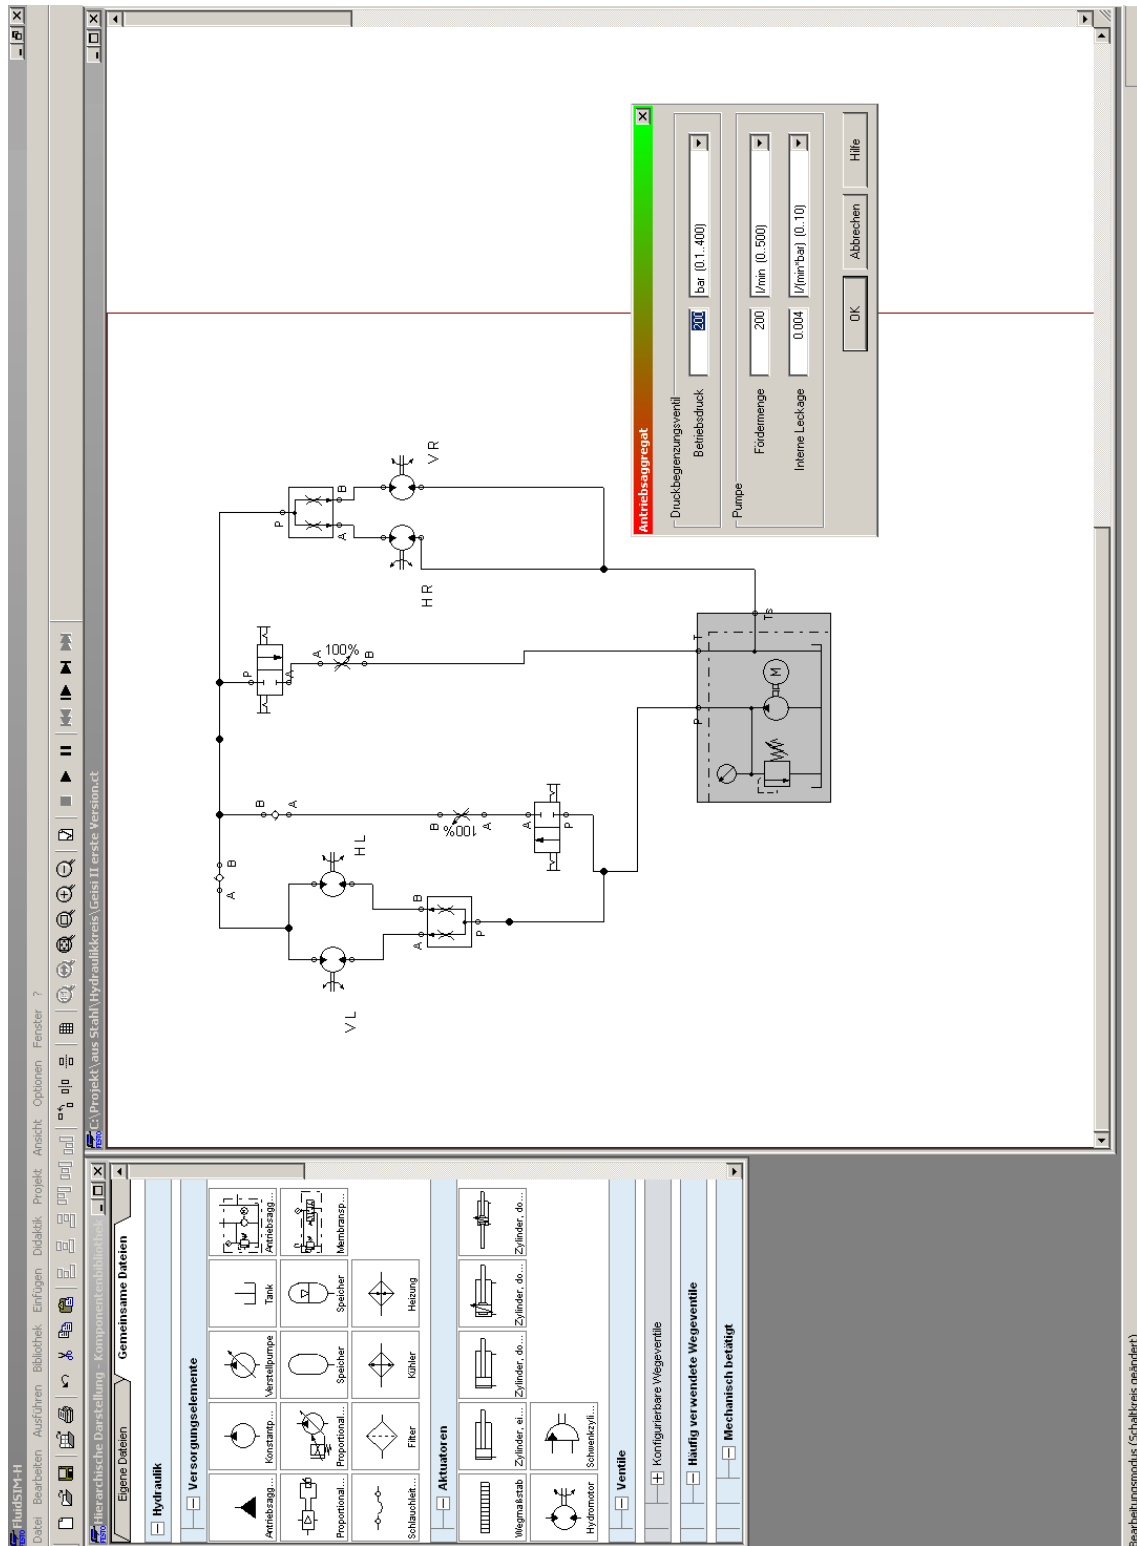 FluidSIM-H
Datei Bearbeiten Ausführen Bibliothek Einfügen Didaktik Projekt Ansicht Optionen Fenster ?
Hierarchische Darstellung - Komponentenbibliothek
Eigene Dateien Gemeinsame Dateien
Hydraulik
Versorgungselemente
Antriebsagg... Konstantp... Verstellpumpe Tank Antriebsagg...
Proportional... Proportional... Speicher Speicher Membransp...
Schlauchleit... Filter Kühler Heizung
Aktuatoren
Wegmaßstab Zylinder, ei... Zylinder, do... Zylinder, do... Zylinder, do...
Hydromotor Schwenkzyli...
Ventile
Konfigurierbare Wegeventile
Häufig verwendete Wegeventile
Mechanisch betätigt
C:\Projekt\aus Stahl\Hydraulikkreis\Geisi II erste Version.ct
A B
B A
P
A
P
A B
100%
A B
V R
H R
V L
H L
B A
100%
A
P
A B
P
P T Ts
M
Antriebsaggregat
Druckbegrenzungsventil
Betriebsdruck 200 bar (0.1..400)
Pumpe
Fördermenge 200 l/min (0..500)
Interne Leckage 0.004 l/(min*bar) (0..10)
OK Abbrechen Hilfe
Bearbeitungsmodus (Schaltkreis geändert)